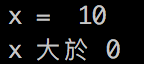 x =  10
x 大於 0